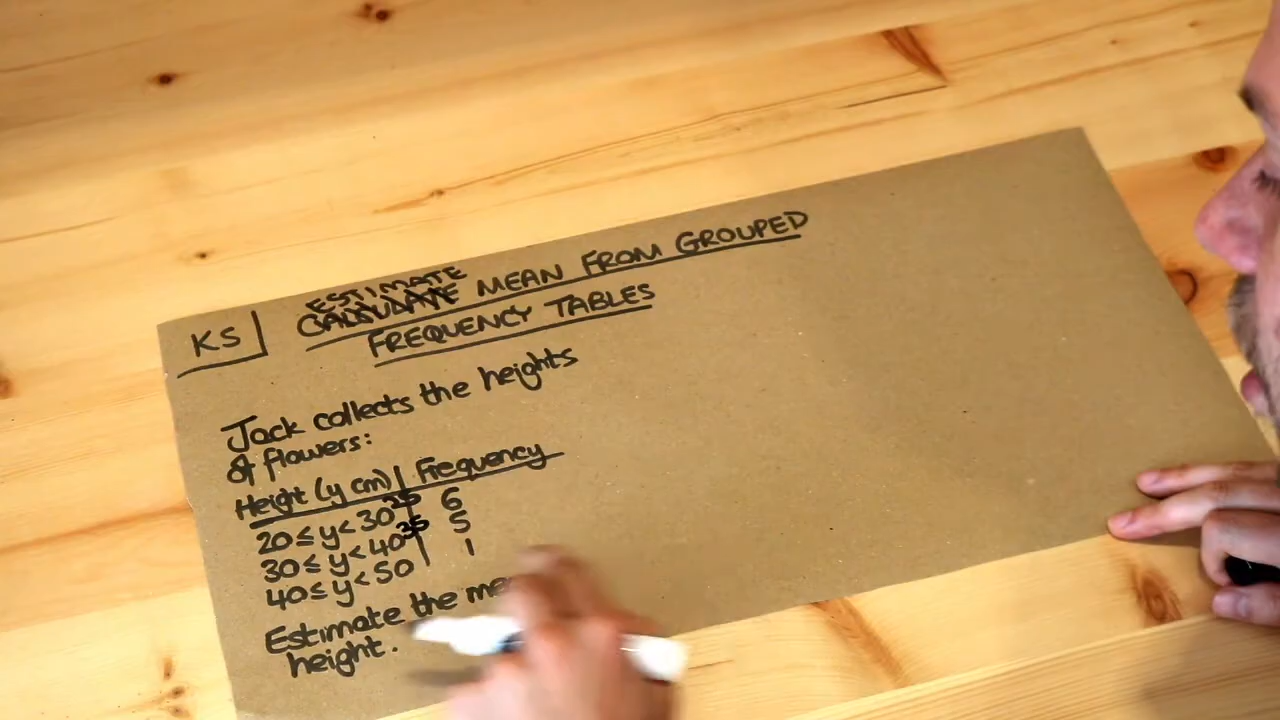 KS
ESTIMATE
CALCULATE MEAN FROM GROUPED
FREQUENCY TABLES
Jack collects the heights
of flowers:
Height (y cm) | Frequency
20 ≤ y < 30 25 6
30 ≤ y < 40 35 5
40 ≤ y < 50 1
Estimate the
height.